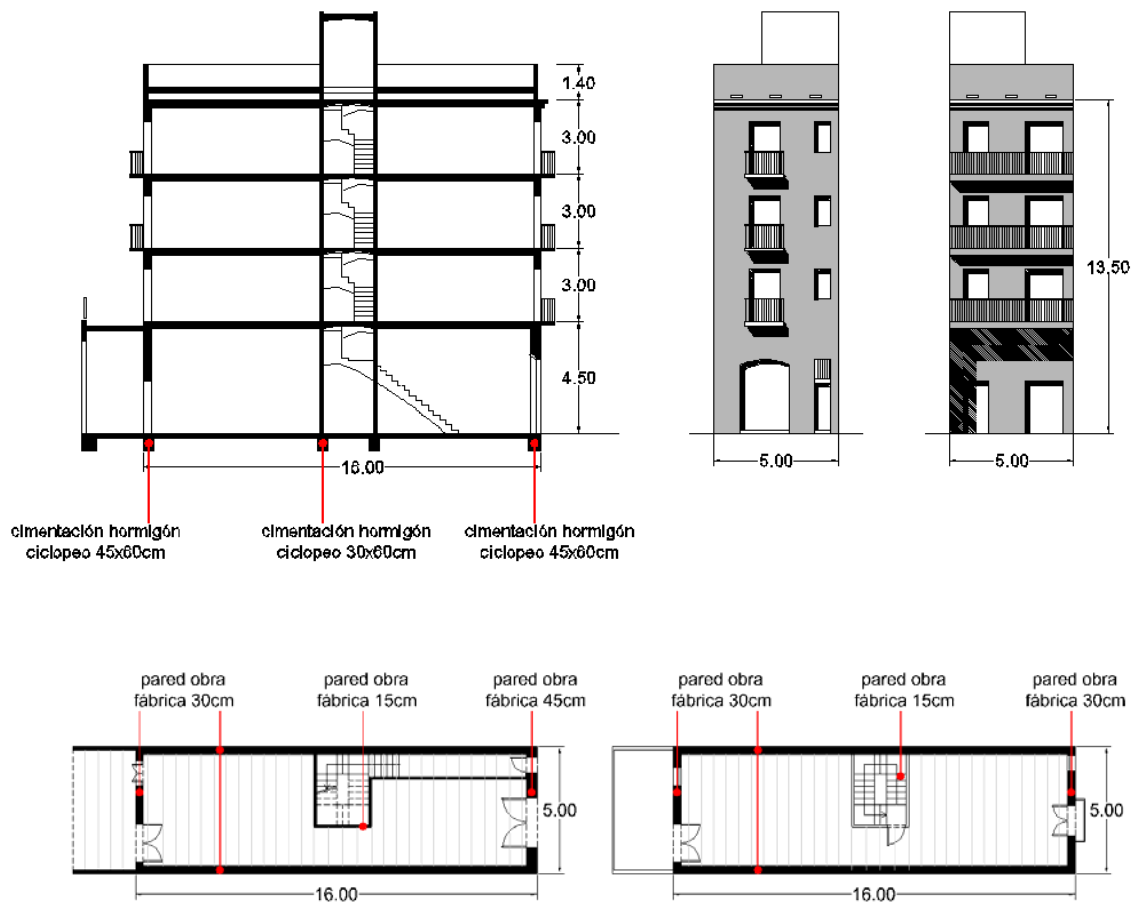 1.40
3.00
3.00
3.00
4.50
16.00
13.50
5.00
5.00
cimentación hormigón
ciclopeo 45x60cm
cimentación hormigón
ciclopeo 30x60cm
cimentación hormigón
ciclopeo 45x60cm
pared obra
fábrica 30cm
pared obra
fábrica 15cm
pared obra
fábrica 45cm
pared obra
fábrica 30cm
pared obra
fábrica 15cm
pared obra
fábrica 30cm
5.00
5.00
16.00
16.00